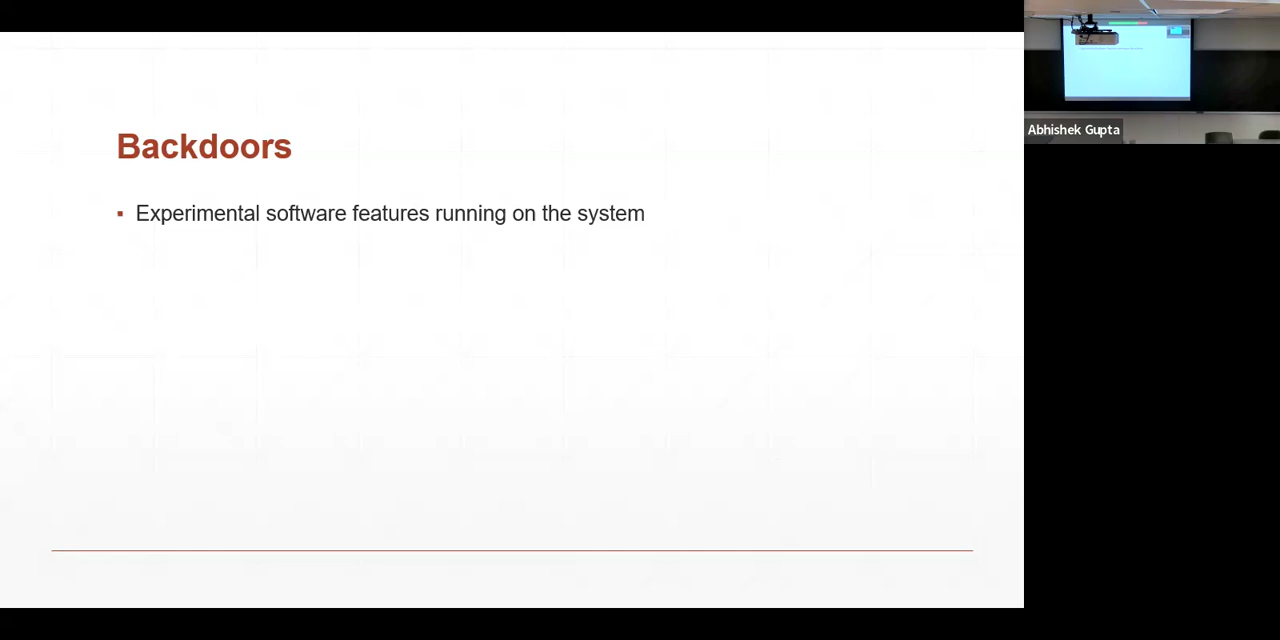 Backdoors
▪ Experimental software features running on the system
Abhishek Gupta